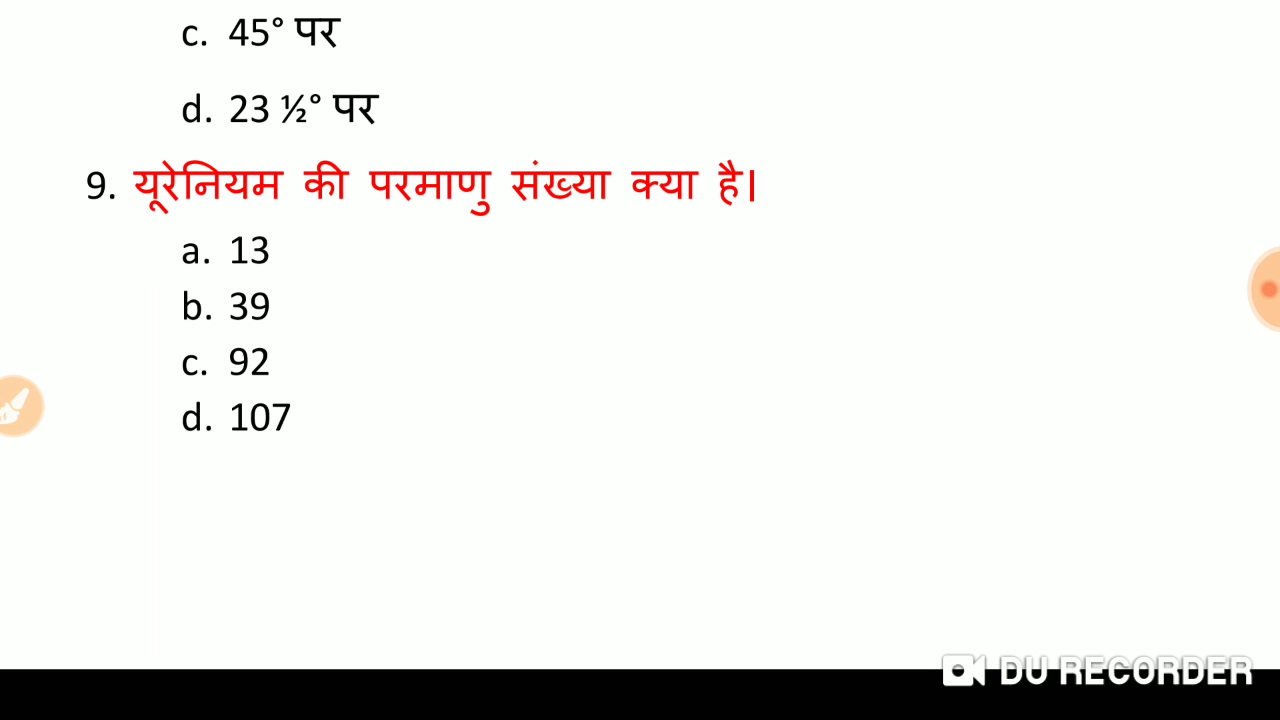 c. 45° पर
d. 23 ½° पर
9. यूरेनियम की परमाणु संख्या क्या है।
a. 13
b. 39
c. 92
d. 107
DU RECORDER